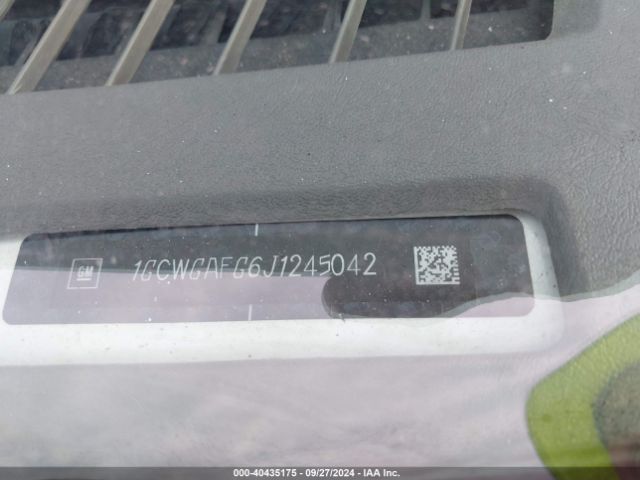 GM 1GCWGAFG6J1245042
000-40435175 - 09/27/2024 - IAA Inc.